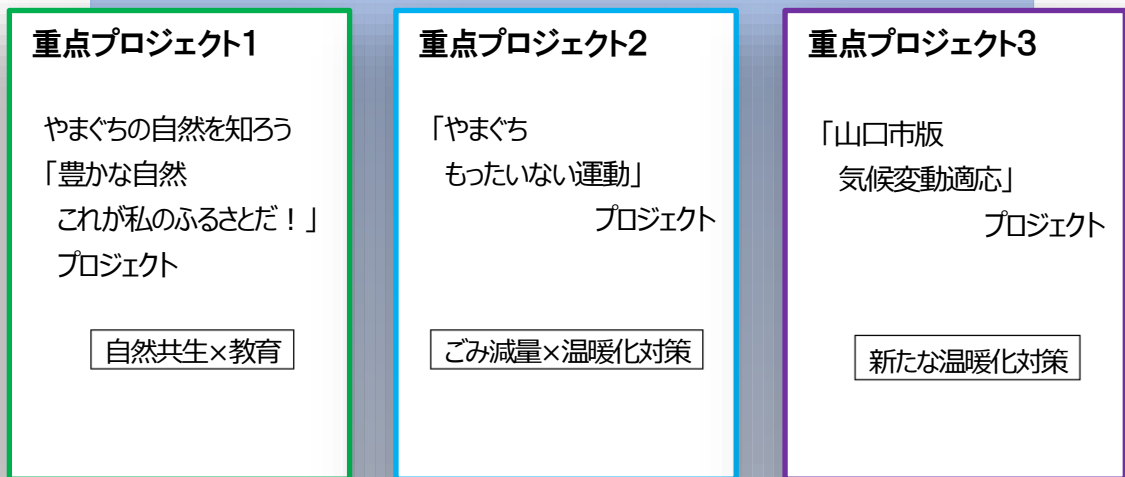 重点プロジェクト1
やまぐちの自然を知ろう
「豊かな自然
これが私のふるさとだ！」
プロジェクト
自然共生×教育
重点プロジェクト2
「やまぐち
もったいない運動」
プロジェクト
ごみ減量×温暖化対策
重点プロジェクト3
「山口市版
気候変動適応」
プロジェクト
新たな温暖化対策